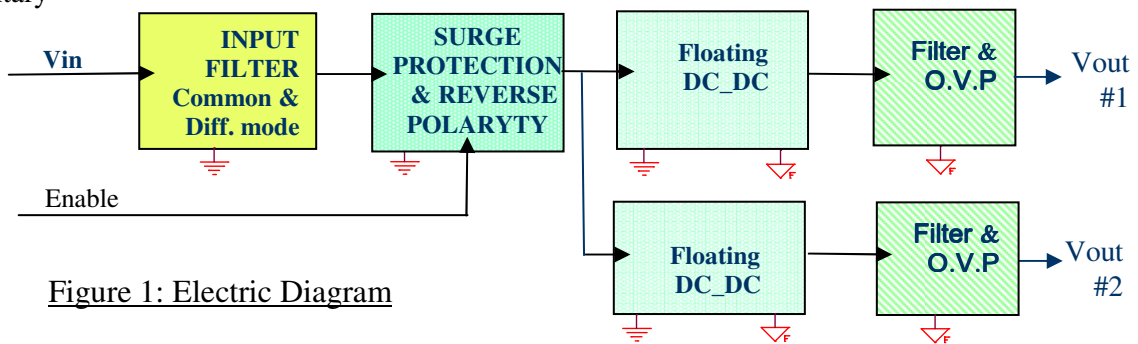 Vin
INPUT
FILTER
Common &
Diff. mode
SURGE
PROTECTION
& REVERSE
POLARYTY
Floating
DC_DC
Filter &
O.V.P
Vout
#1
Enable
Floating
DC_DC
Filter &
O.V.P
Vout
#2
F
F
F
F
Figure 1: Electric Diagram